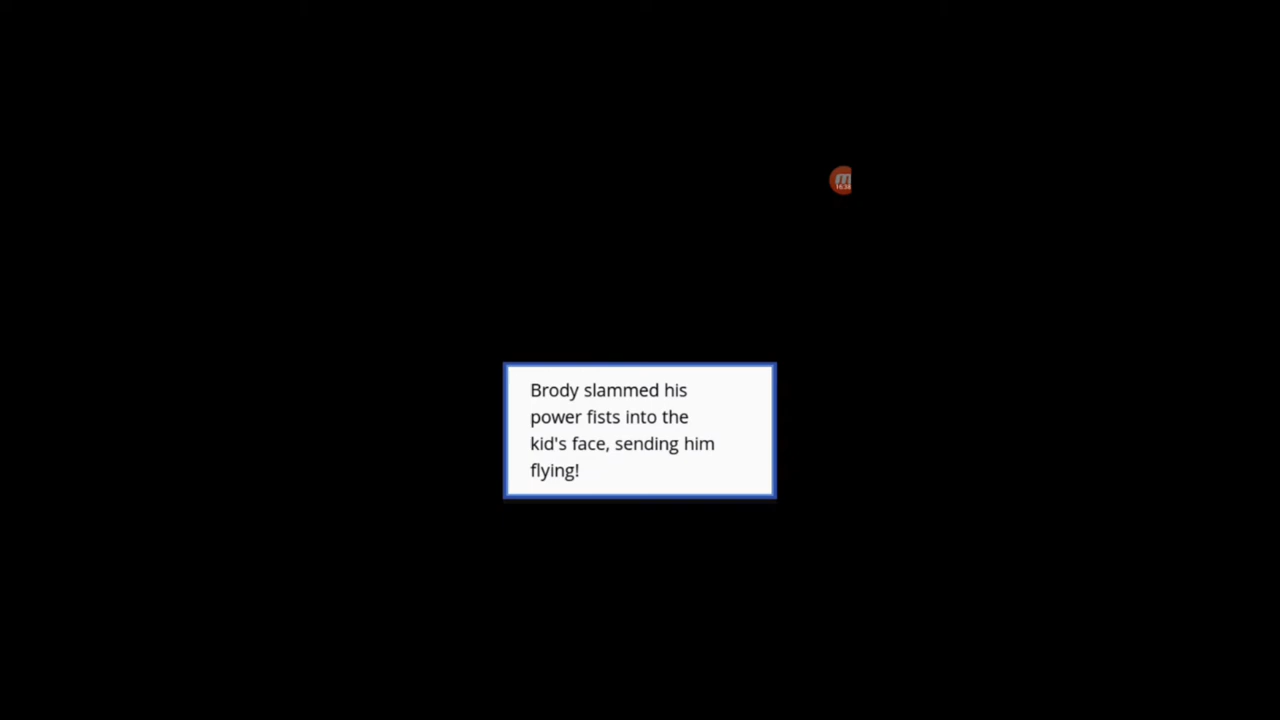 Brody slammed his
power fists into the
kid's face, sending him
flying!